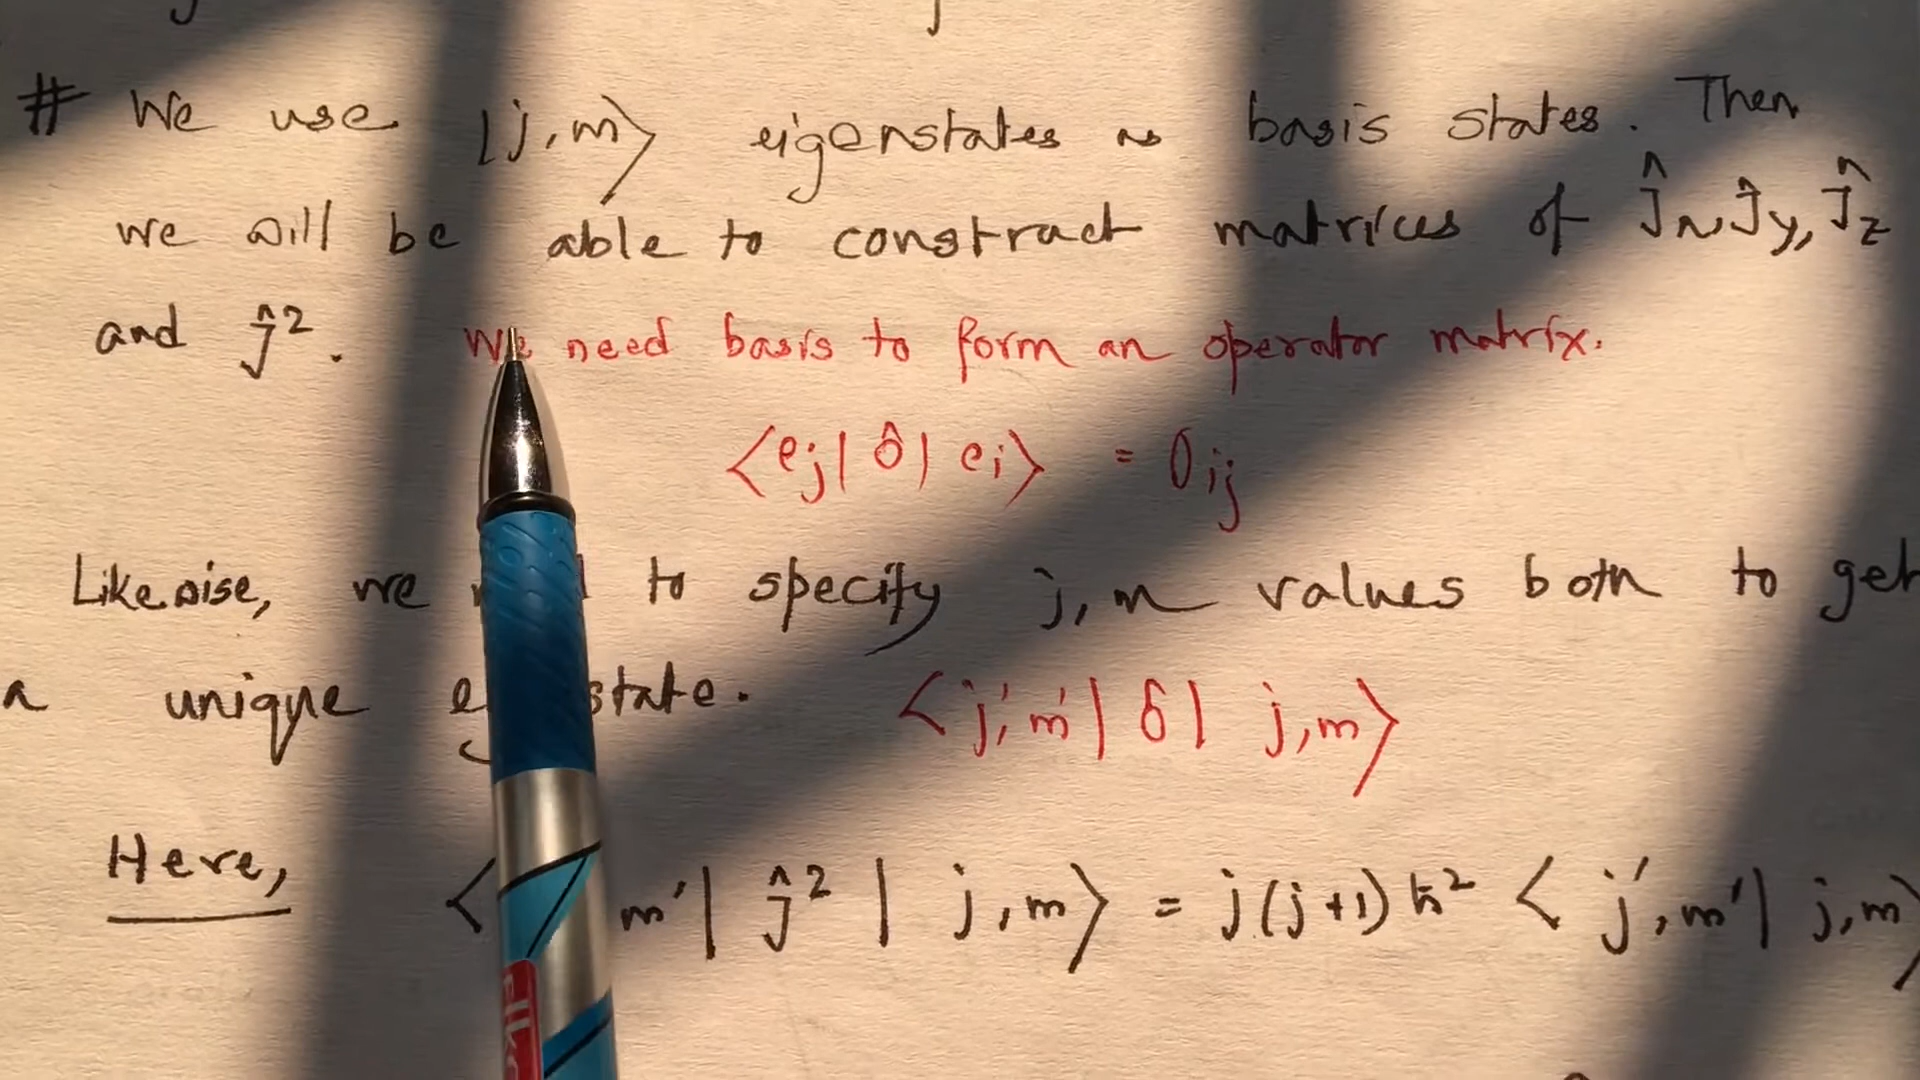 # We use |j,m⟩ eigenstates as basis states. Then
we will be able to construct matrices of Ĵx, Ĵy, Ĵz
and Ĵ². We need basis to form an operator matrix.
⟨ej| Ô | ei⟩ = Oij
Likewise, we to specify j, m values both to get
a unique state. ⟨j',m'| Ô | j,m⟩
Here, ⟨ m'| Ĵ² | j,m⟩ = j(j+1)ħ² ⟨j',m'| j,m⟩
elko